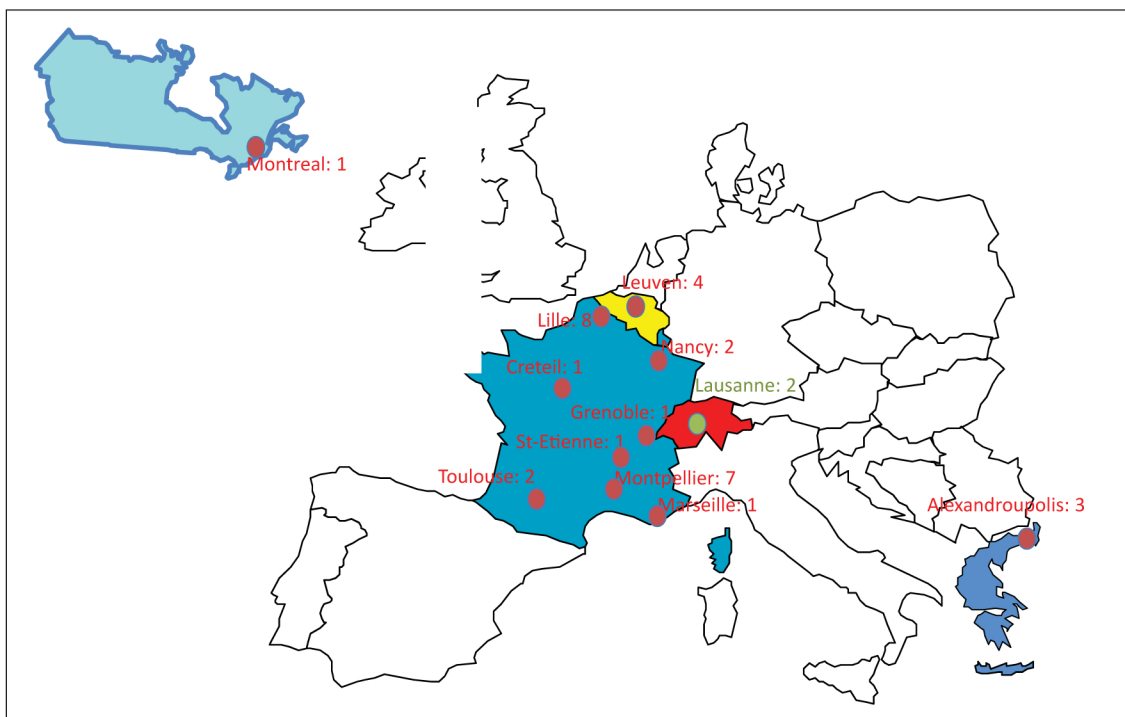 Montreal: 1
Leuven: 4
Lille: 8
Nancy: 2
Creteil: 1
Lausanne: 2
Grenoble: 1
St-Etienne: 1
Toulouse: 2
Montpellier: 7
Marseille: 1
Alexandroupolis: 3